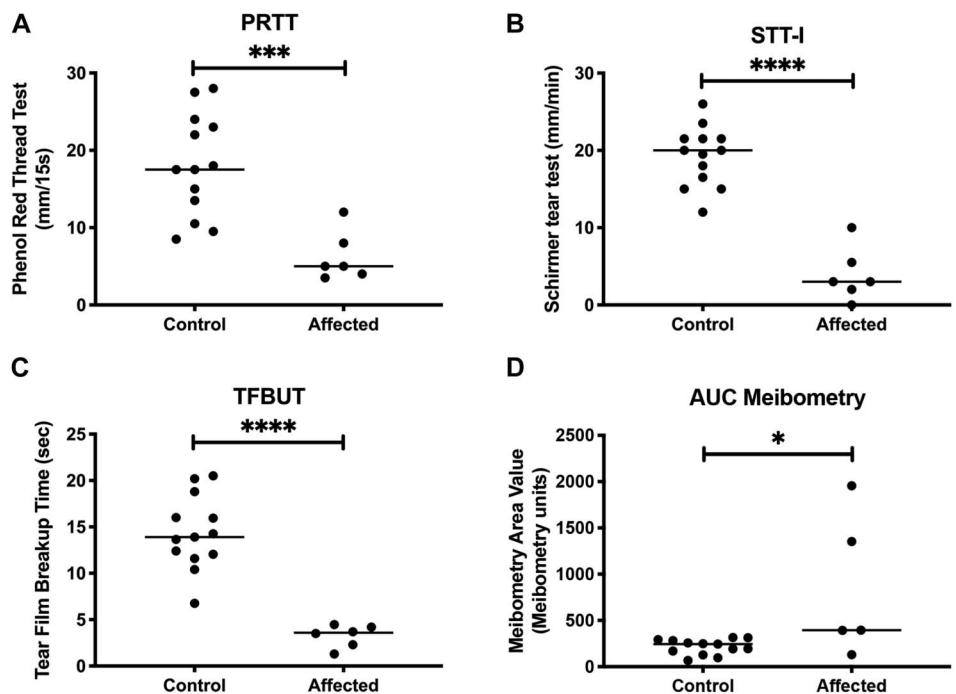 A
PRTT
***
Phenol Red Thread Test
(mm/15s)
30
20
10
0
Control
Affected
B
STT-I
****
Schirmer tear test (mm/min)
30
20
10
0
Control
Affected
C
TFBUT
****
Tear Film Breakup Time (sec)
25
20
15
10
5
0
Control
Affected
D
AUC Meibometry
*
Meibometry Area Value
(Meibometry units)
2500
2000
1500
1000
500
0
Control
Affected